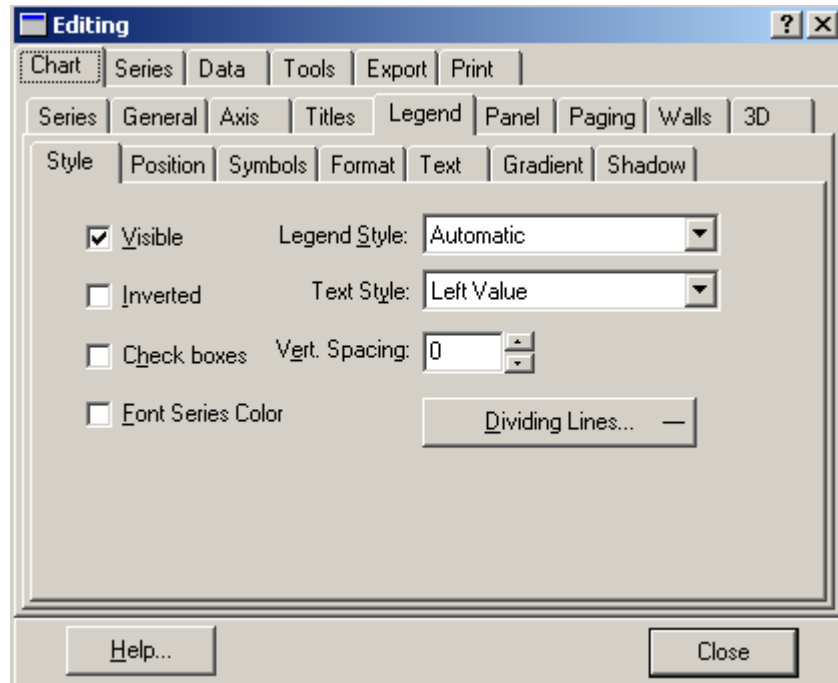 Editing
Chart Series Data Tools Export Print
Series General Axis Titles Legend Panel Paging Walls 3D
Style Position Symbols Format Text Gradient Shadow
Visible Legend Style: Automatic
Inverted Text Style: Left Value
Check boxes Vert. Spacing: 0
Font Series Color Dividing Lines...
Help... Close